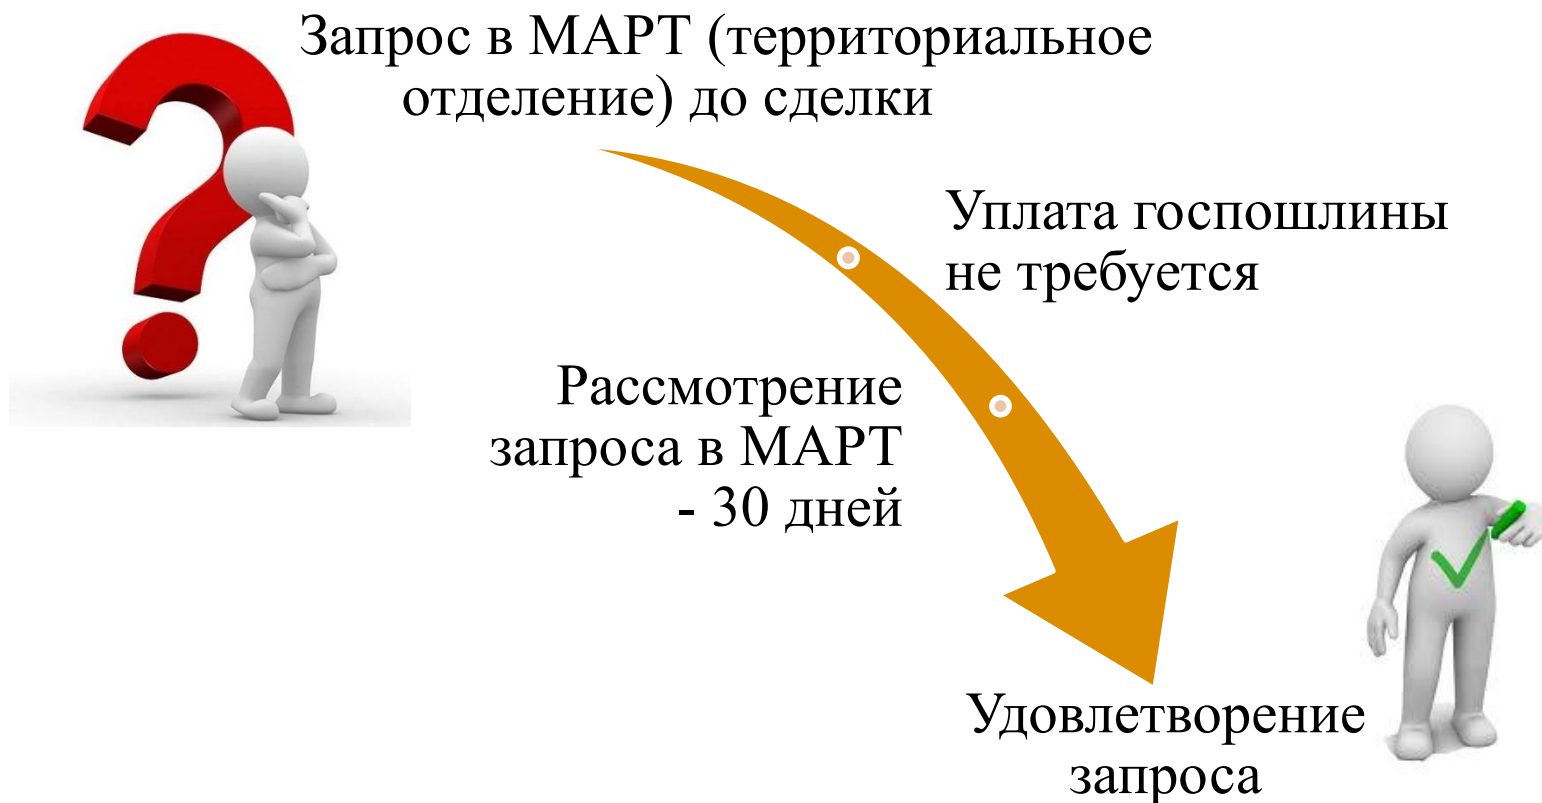 Запрос в МАРТ (территориальное
отделение) до сделки
Уплата госпошлины
не требуется
Рассмотрение
запроса в МАРТ
- 30 дней
Удовлетворение
запроса